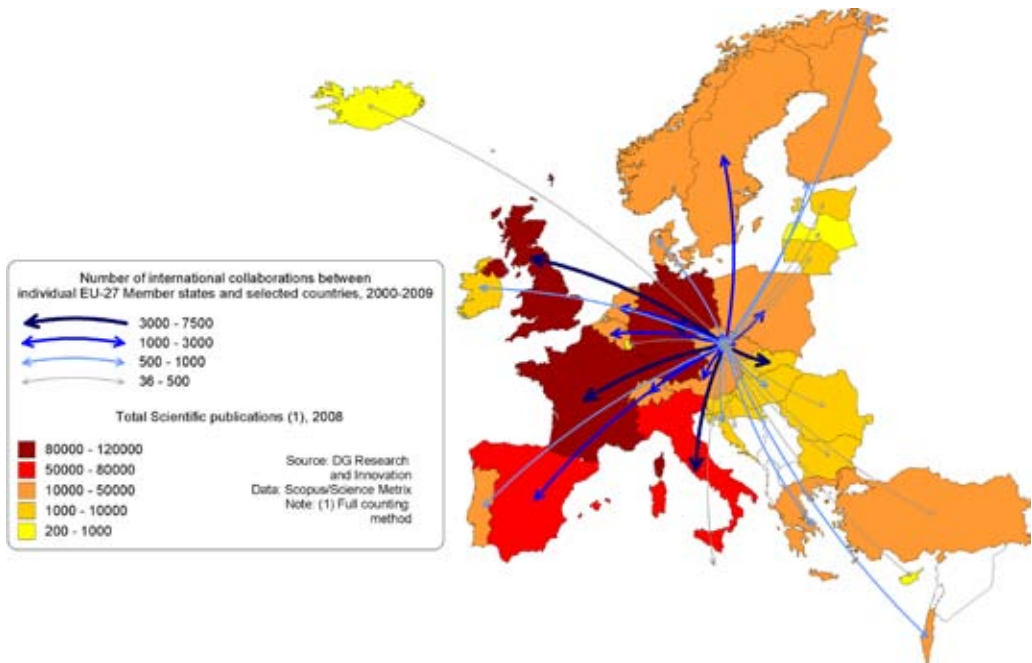 Number of international collaborations between
individual EU-27 Member states and selected countries, 2000-2009
3000 - 7500
1000 - 3000
500 - 1000
36 - 500
Total Scientific publications (1), 2008
80000 - 120000
50000 - 80000
10000 - 50000
1000 - 10000
200 - 1000
Source: DG Research
and Innovation
Data: Scopus/Science Metrix
Note: (1) Full counting
method